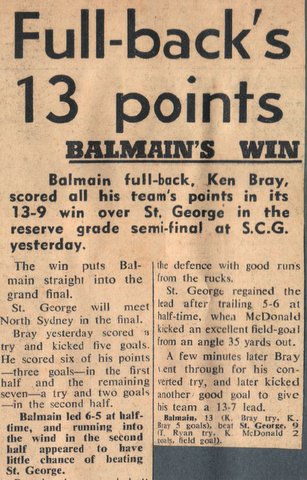 Full-back's
13 points
BALMAIN'S WIN
Balmain full-back, Ken Bray,
scored all his team's points in its
13-9 win over St. George in the
reserve grade semi-final at S.C.G.
yesterday.
The win puts Bal-
main straight into the
grand final.
St. George will meet
North Sydney in the final.
Bray yesterday scored a
try and kicked five goals.
He scored six of his points
—three goals—in the first
half and the remaining
seven—a try and two goals
—in the second half.
Balmain led 6-5 at half-
time, and running into
the wind in the second
half appeared to have
little chance of beating
St. George.
the defence with good runs
from the rucks.
St. George regained the
lead after trailing 5-6 at
half-time, when McDonald
kicked an excellent field-goal
from an angle 35 yards out.
A few minutes later Bray
went through for his con-
verted try, and later kicked
another good goal to give
his team a 13-7 lead.
Balmain, 13 (K. Bray try, K.
Bray 5 goals), beat St. George, 9
(T. Ryan try, K. McDonald 2
goals, field goal).